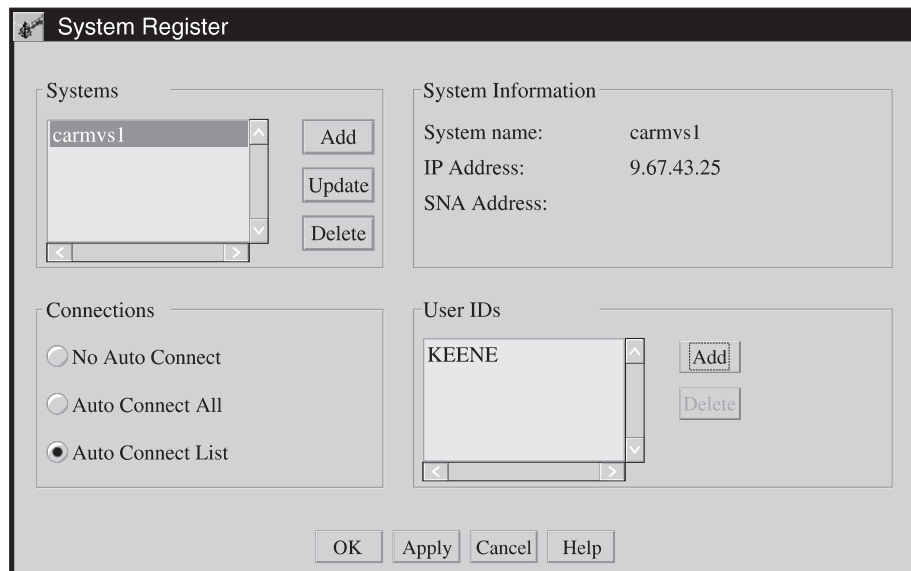 System Register
Systems
carmvs1
Add
Update
Delete
System Information
System name: carmvs1
IP Address: 9.67.43.25
SNA Address:
Connections
No Auto Connect
Auto Connect All
Auto Connect List
User IDs
KEENE
Add
Delete
OK Apply Cancel Help